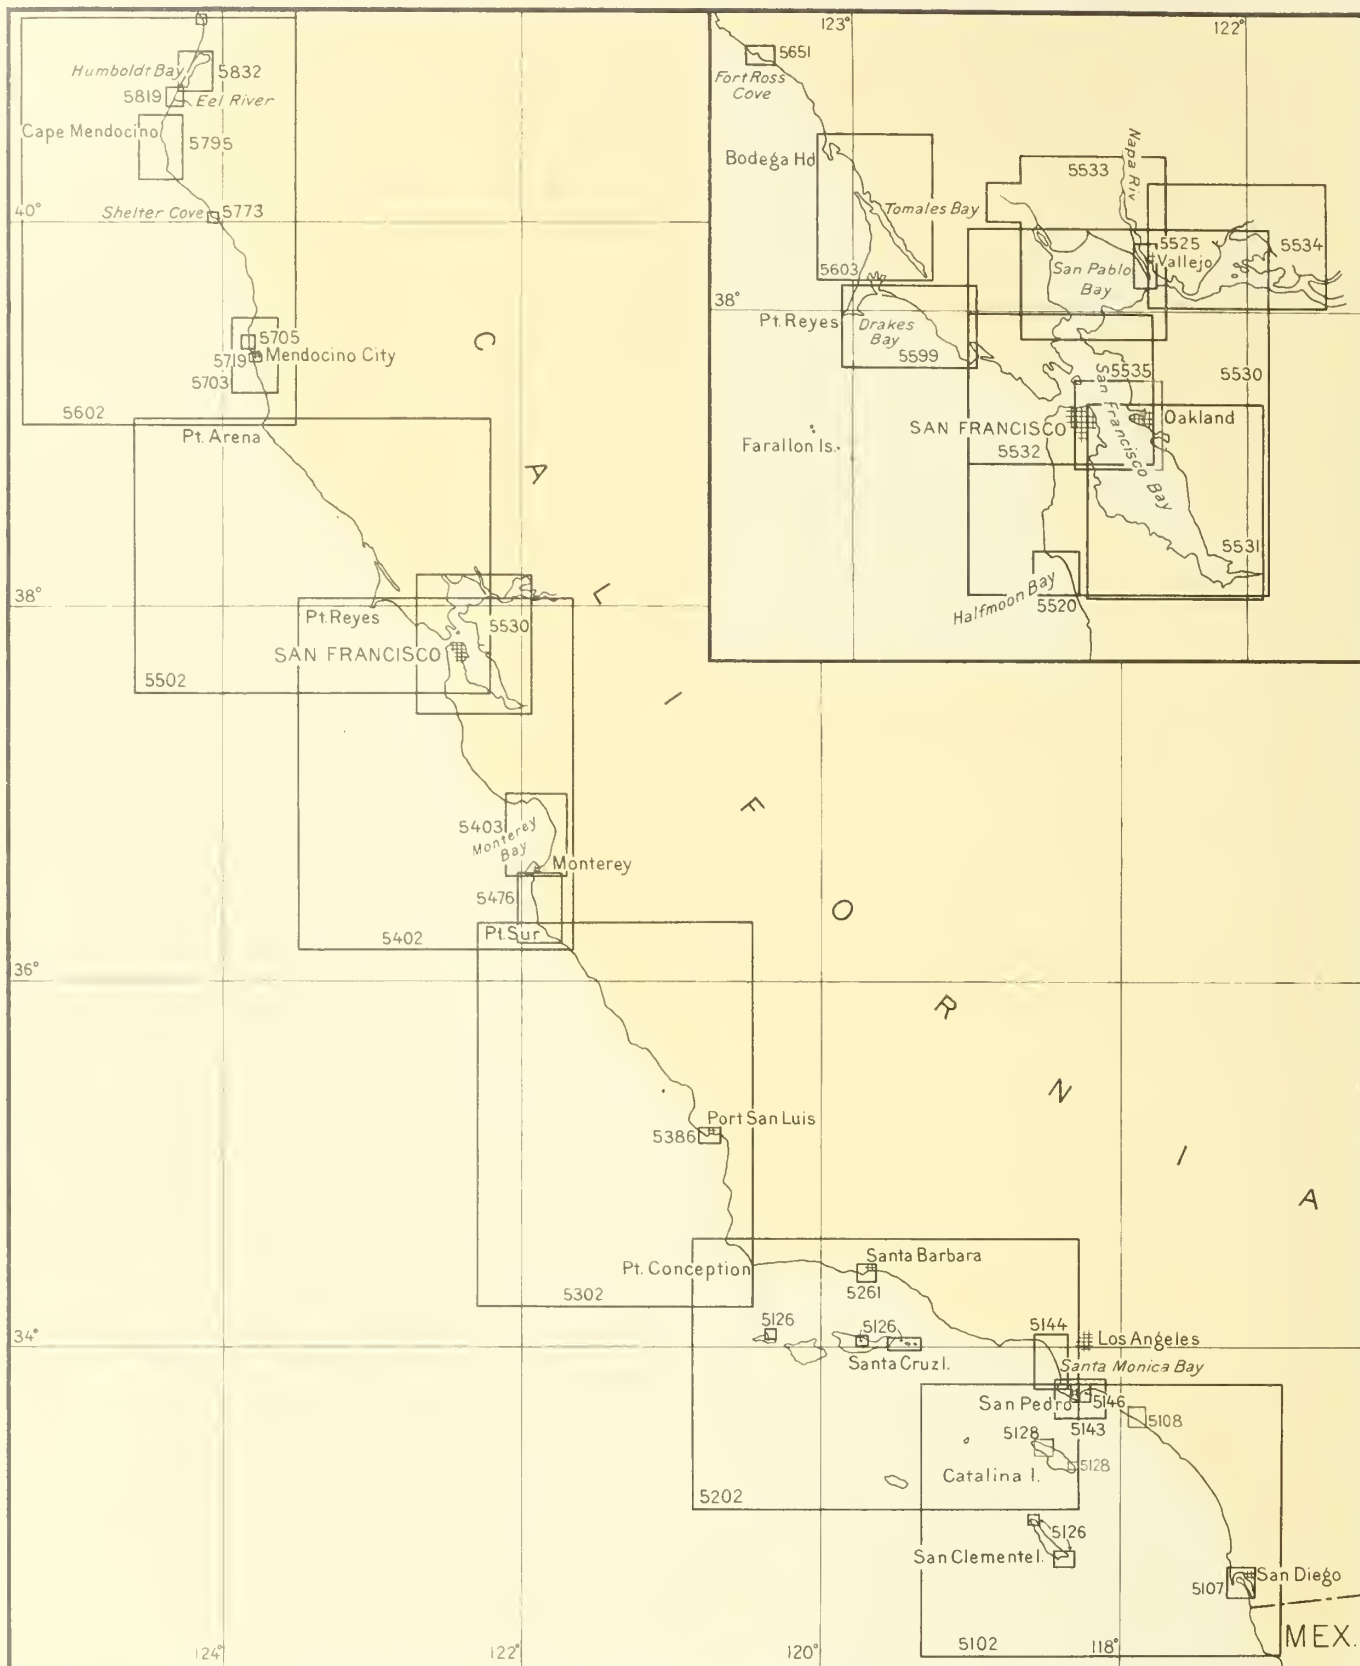 Humboldt Bay
5832
5819
Eel River
Cape Mendocino
5795
40°
Shelter Cove
5773
5705
5719
Mendocino City
5703
5602
Pt. Arena
38°
Pt. Reyes
5530
SAN FRANCISCO
5502
5403
Monterey
Bay
Monterey
5476
Pt. Sur
5402
36°
5386
Port San Luis
Pt. Conception
5302
Santa Barbara
5261
34°
5126
5126
Santa Cruz I.
5144
Los Angeles
Santa Monica Bay
San Pedro
5146
5143
5108
5128
5128
Catalina I.
5202
5126
San Clemente I.
5107
San Diego
5102
MEX.
124°
122°
120°
118°
CALIFORNIA
123°
122°
5651
Fort Ross
Cove
Bodega Hd
Tomales Bay
5603
Napa Riv
5533
5525
Vallejo
5534
San Pablo
Bay
38°
Pt. Reyes
Drakes
Bay
5599
5535
5530
San Francisco Bay
SAN FRANCISCO
Oakland
5532
Farallon Is.
5531
Halfmoon Bay
5520